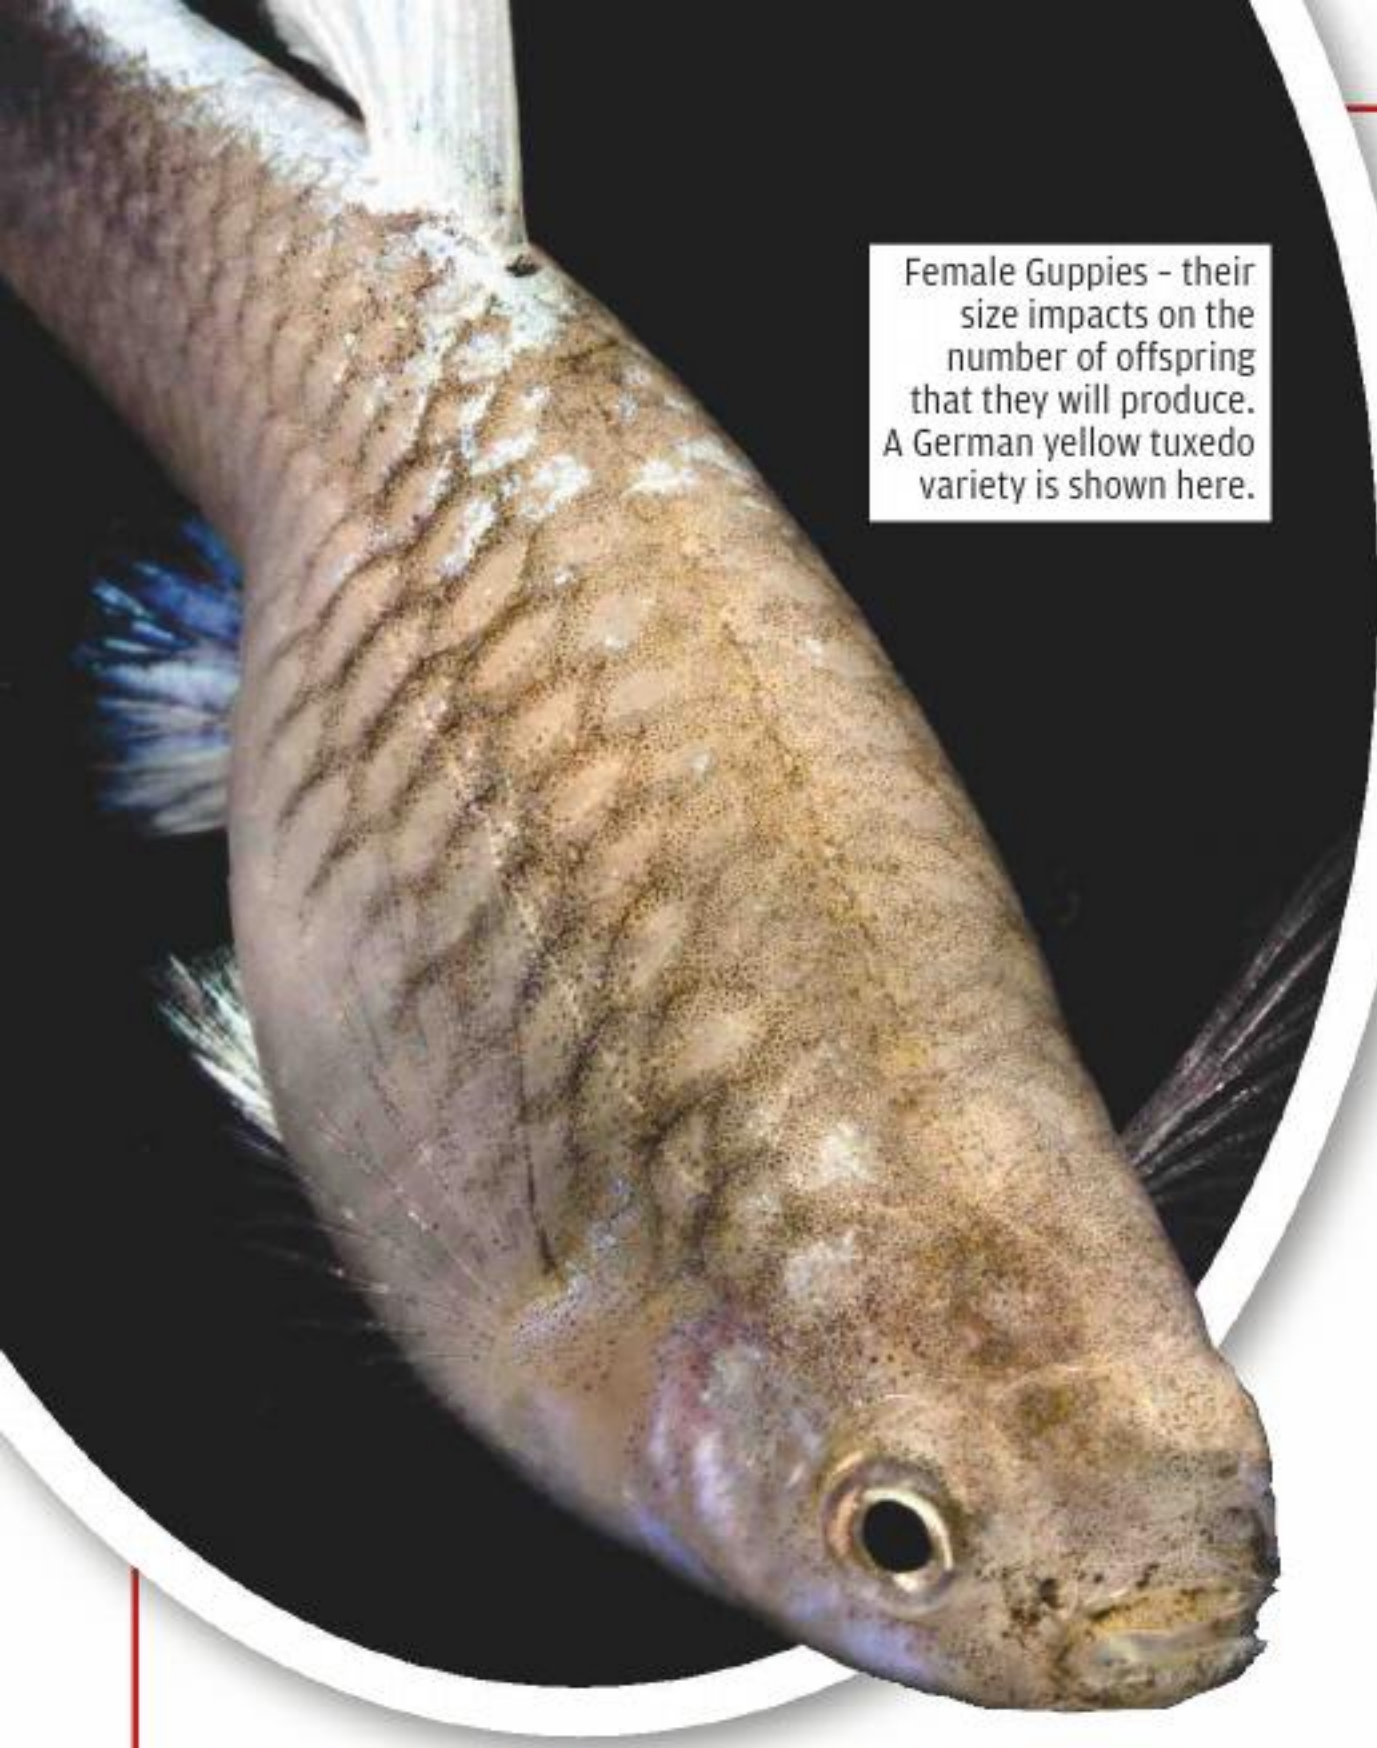 Female Guppies – their
size impacts on the
number of offspring
that they will produce.
A German yellow tuxedo
variety is shown here.